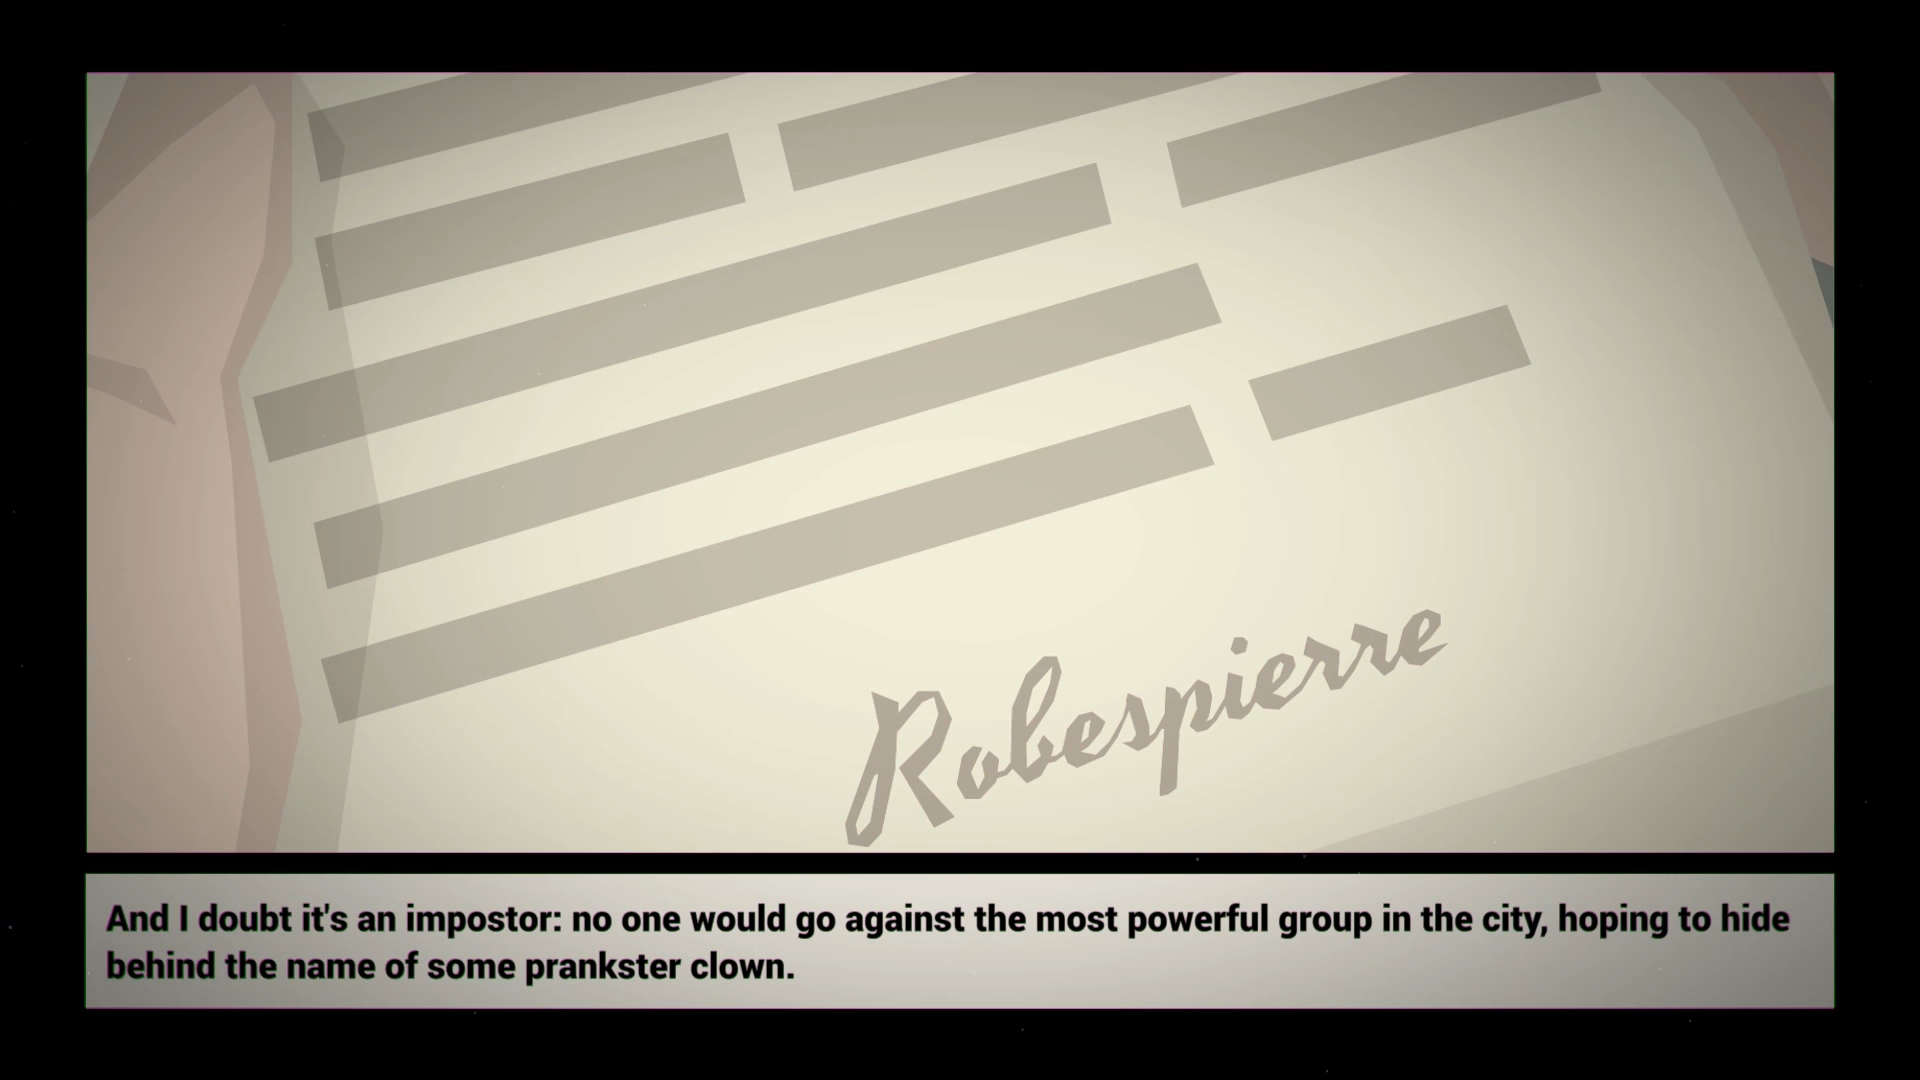 Robespierre
And I doubt it's an impostor: no one would go against the most powerful group in the city, hoping to hide
behind the name of some prankster clown.